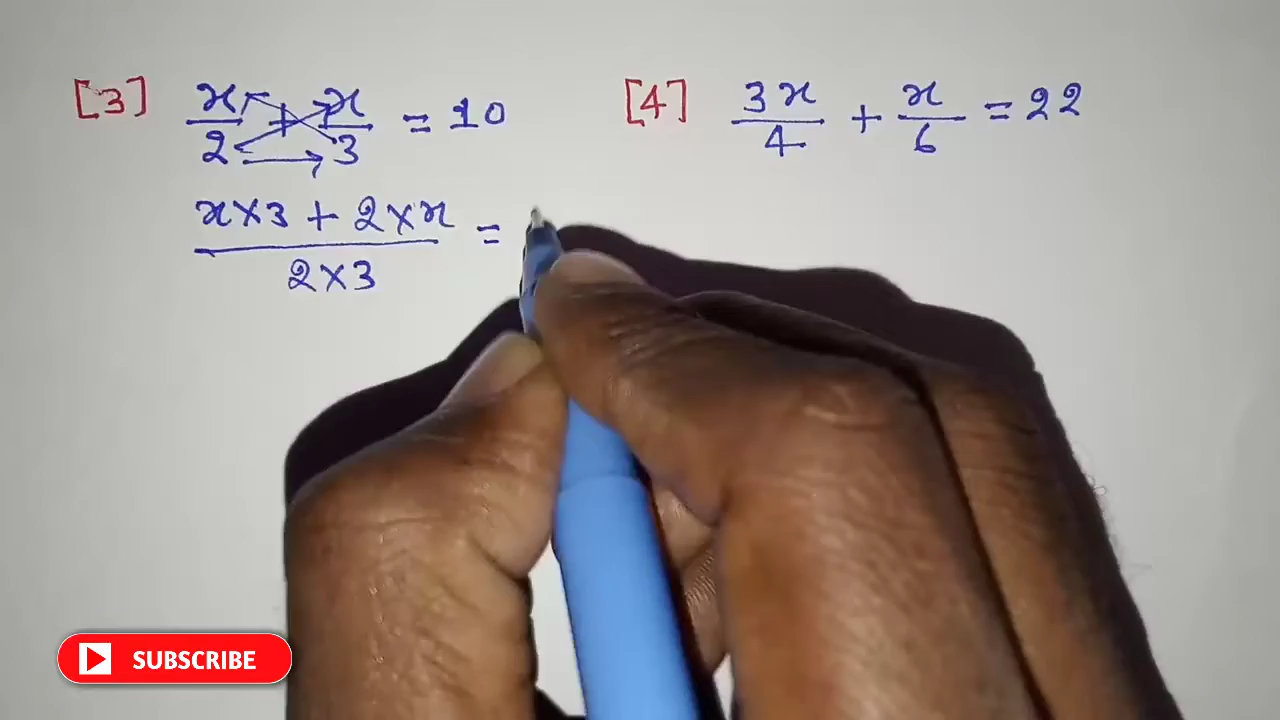 [3] x/2 + x/3 = 10
x×3 + 2×x / 2×3 =
[4] 3x/4 + x/6 = 22
SUBSCRIBE